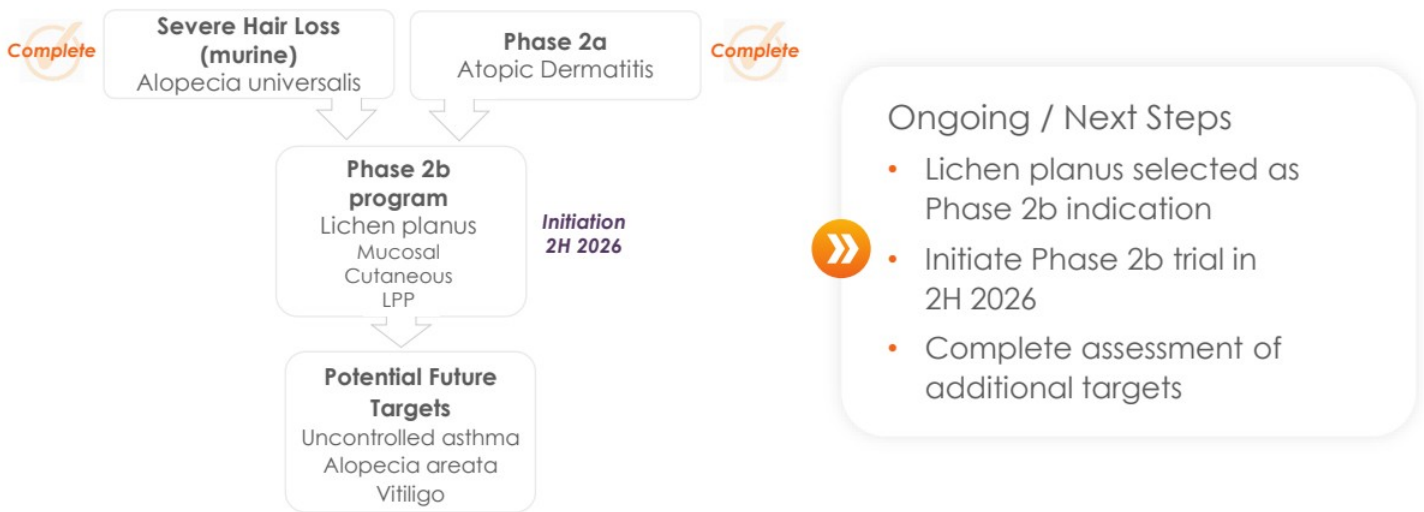 Complete
Severe Hair Loss
(murine)
Alopecia universalis
Phase 2a
Atopic Dermatitis
Complete
Phase 2b
program
Lichen planus
Mucosal
Cutaneous
LPP
Initiation
2H 2026
Potential Future
Targets
Uncontrolled asthma
Alopecia areata
Vitiligo
Ongoing / Next Steps
• Lichen planus selected as
Phase 2b indication
• Initiate Phase 2b trial in
2H 2026
• Complete assessment of
additional targets